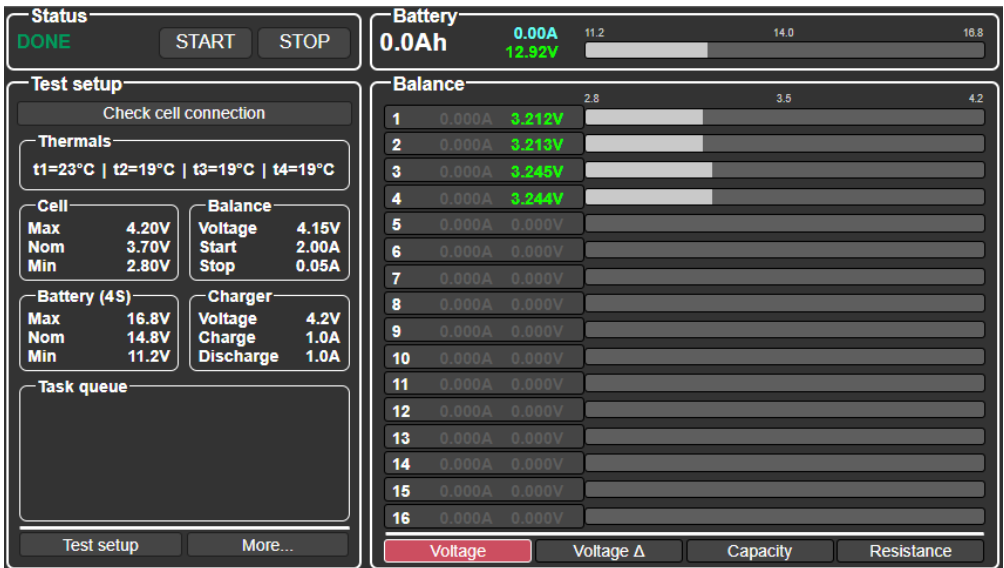 Status
DONE START STOP
Battery
0.0Ah 0.00A 12.92V
11.2 14.0 16.8
Test setup
Check cell connection
Thermals
t1=23°C | t2=19°C | t3=19°C | t4=19°C
Cell
Max 4.20V
Nom 3.70V
Min 2.80V
Balance
Voltage 4.15V
Start 2.00A
Stop 0.05A
Battery (4S)
Max 16.8V
Nom 14.8V
Min 11.2V
Charger
Voltage 4.2V
Charge 1.0A
Discharge 1.0A
Task queue
Test setup More...
Balance
2.8 3.5 4.2
1 0.000A 3.212V
2 0.000A 3.213V
3 0.000A 3.245V
4 0.000A 3.244V
5 0.000A 0.000V
6 0.000A 0.000V
7 0.000A 0.000V
8 0.000A 0.000V
9 0.000A 0.000V
10 0.000A 0.000V
11 0.000A 0.000V
12 0.000A 0.000V
13 0.000A 0.000V
14 0.000A 0.000V
15 0.000A 0.000V
16 0.000A 0.000V
Voltage Voltage Δ Capacity Resistance